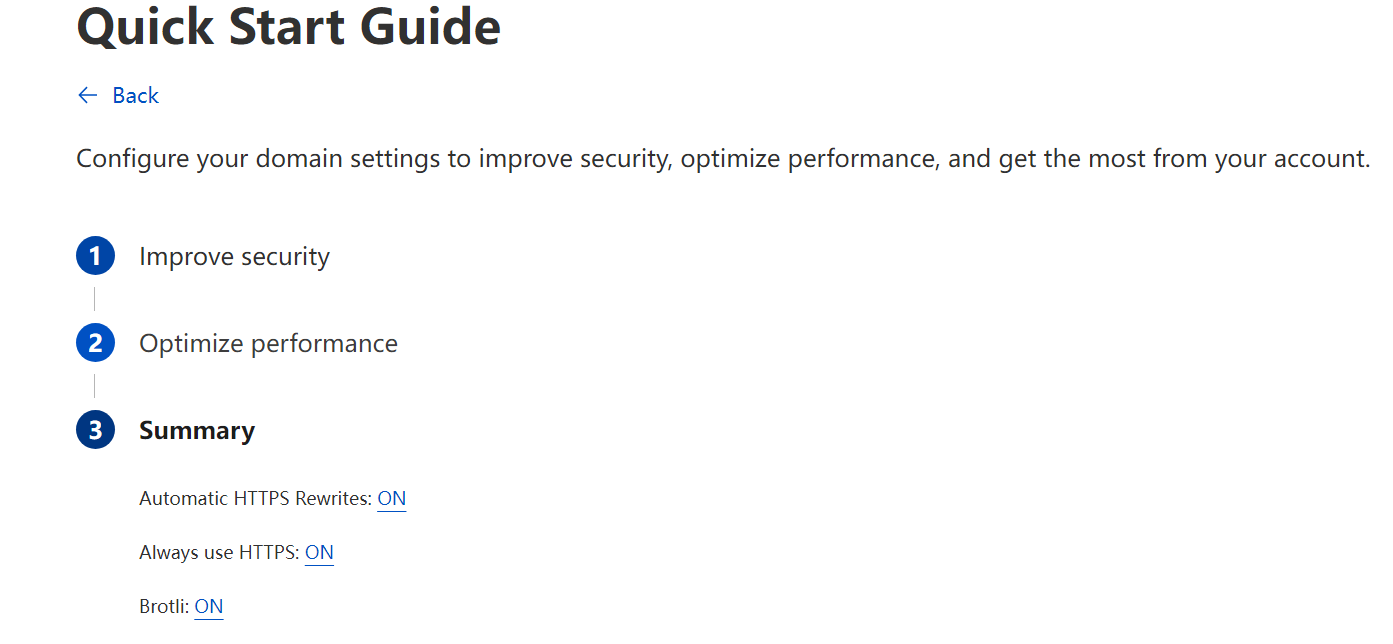 Quick Start Guide
← Back
Configure your domain settings to improve security, optimize performance, and get the most from your account.
1 Improve security
2 Optimize performance
3 Summary
Automatic HTTPS Rewrites: ON
Always use HTTPS: ON
Brotli: ON